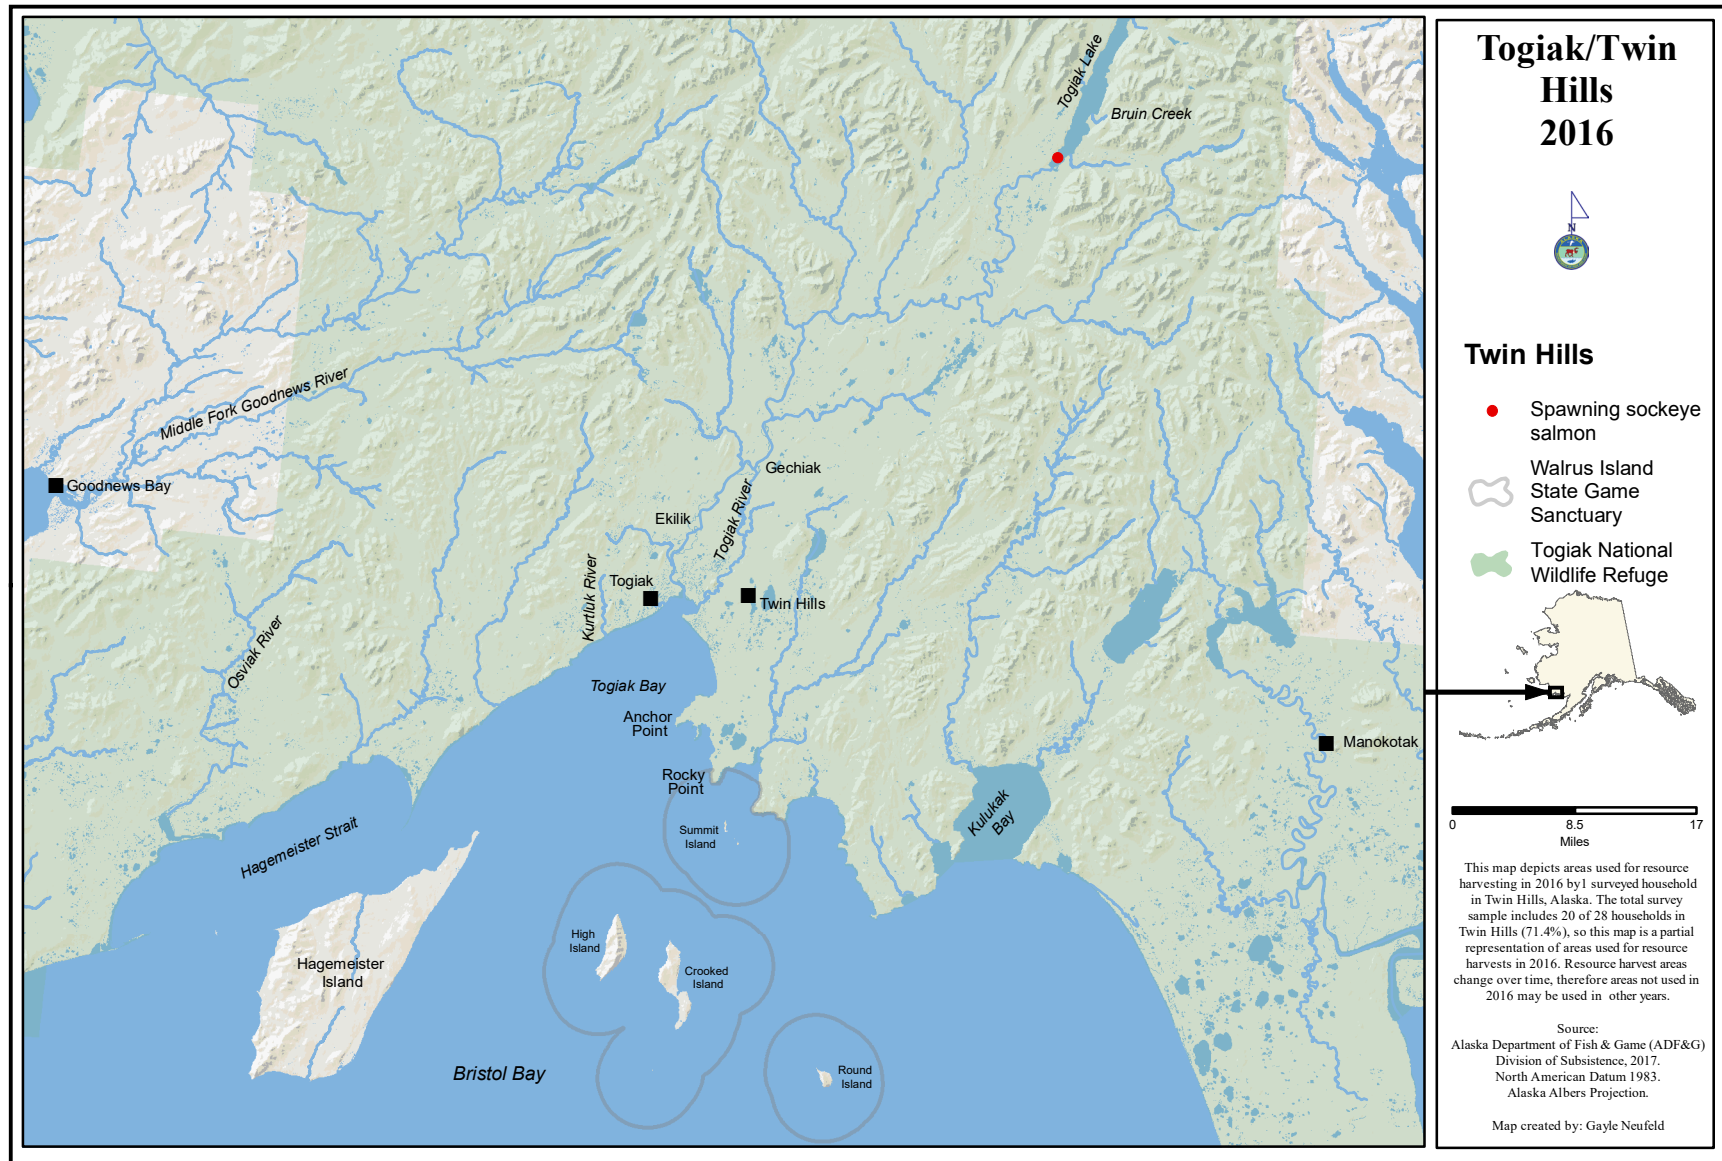 Togiak/Twin
Hills
2016
N
Twin Hills
Spawning sockeye
salmon
Walrus Island
State Game
Sanctuary
Togiak National
Wildlife Refuge
0
8.5
17
Miles
This map depicts areas used for resource
harvesting in 2016 by1 surveyed household
in Twin Hills, Alaska. The total survey
sample includes 20 of 28 households in
Twin Hills (71.4%), so this map is a partial
representation of areas used for resource
harvests in 2016. Resource harvest areas
change over time, therefore areas not used in
2016 may be used in other years.
Source:
Alaska Department of Fish & Game (ADF&G)
Division of Subsistence, 2017.
North American Datum 1983.
Alaska Albers Projection.
Map created by: Gayle Neufeld
Togiak Lake
Bruin Creek
Middle Fork Goodnews River
Goodnews Bay
Gechiak
Ekilik
Togiak River
Kurtluk River
Togiak
Twin Hills
Osviak River
Togiak Bay
Anchor
Point
Manokotak
Rocky
Point
Kulukak
Bay
Summit
Island
Hagemeister Strait
High
Island
Hagemeister
Island
Crooked
Island
Round
Island
Bristol Bay